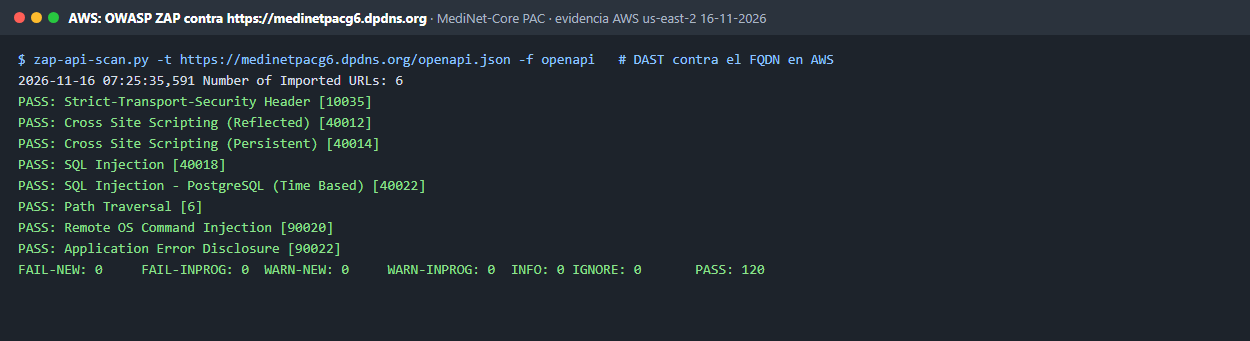 AWS: OWASP ZAP contra https://medinetpacg6.dpdns.org · MediNet-Core PAC · evidencia AWS us-east-2 16-11-2026
$ zap-api-scan.py -t https://medinetpacg6.dpdns.org/openapi.json -f openapi   # DAST contra el FQDN en AWS
2026-11-16 07:25:35,591 Number of Imported URLs: 6
PASS: Strict-Transport-Security Header [10035]
PASS: Cross Site Scripting (Reflected) [40012]
PASS: Cross Site Scripting (Persistent) [40014]
PASS: SQL Injection [40018]
PASS: SQL Injection - PostgreSQL (Time Based) [40022]
PASS: Path Traversal [6]
PASS: Remote OS Command Injection [90020]
PASS: Application Error Disclosure [90022]
FAIL-NEW: 0     FAIL-INPROG: 0  WARN-NEW: 0     WARN-INPROG: 0  INFO: 0 IGNORE: 0       PASS: 120